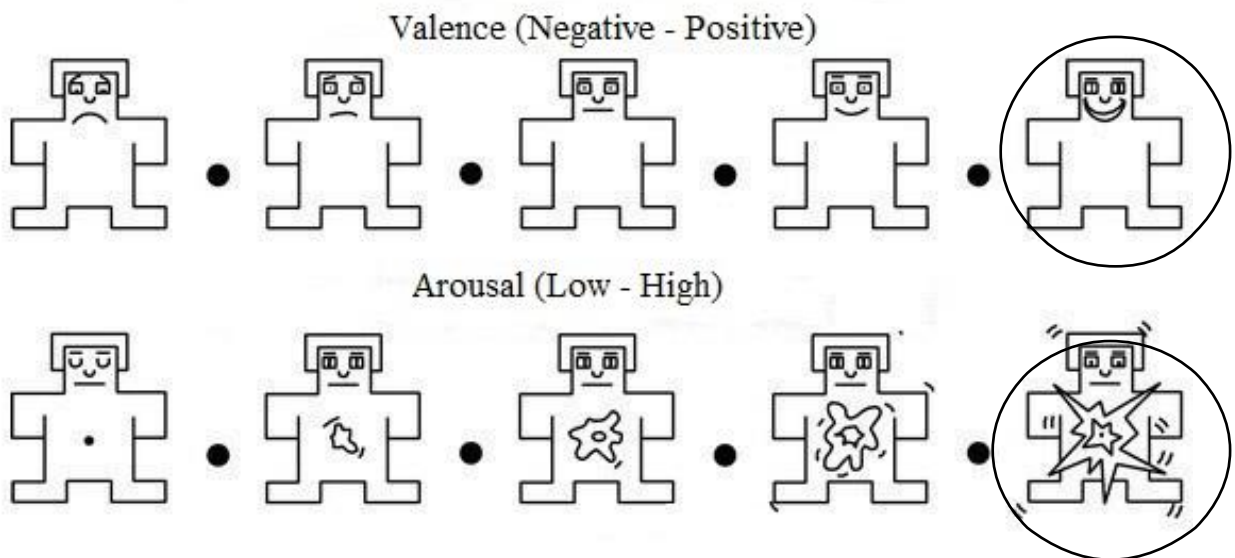 Valence (Negative - Positive)
Arousal (Low - High)